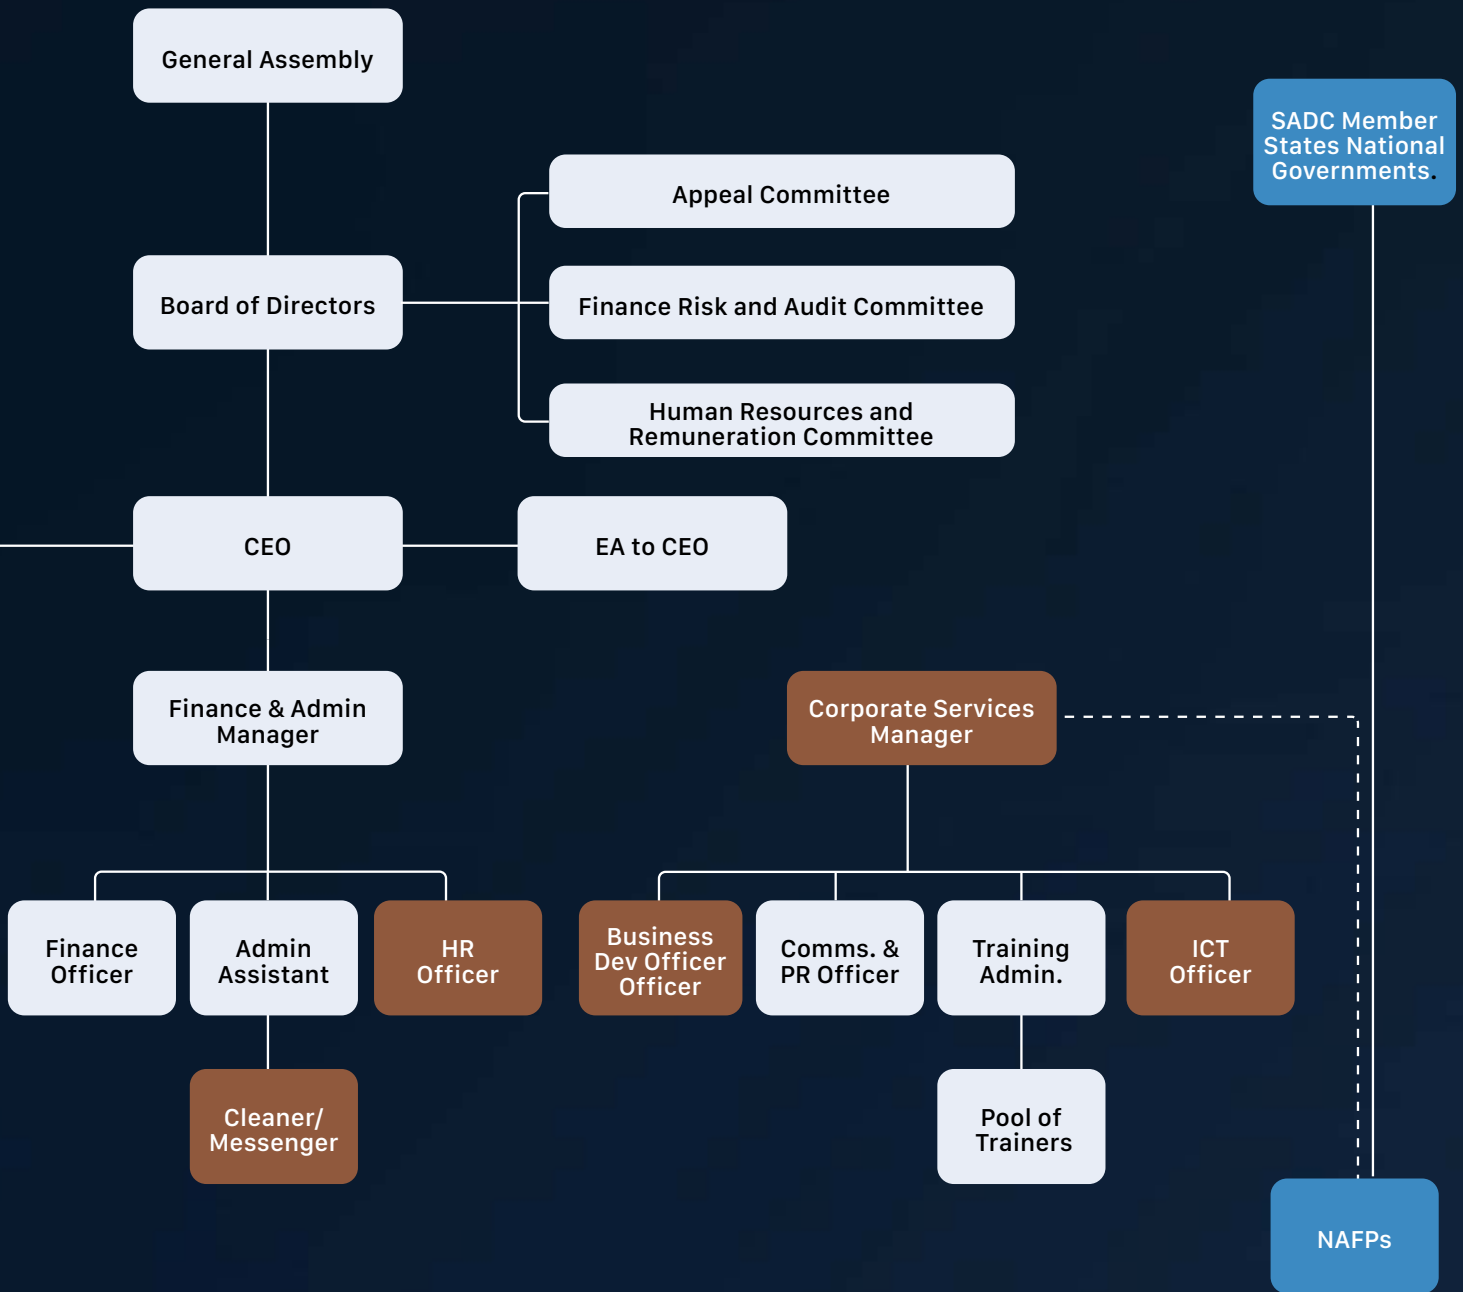 General Assembly
SADC Member
States National
Governments.
Appeal Committee
Board of Directors
Finance Risk and Audit Committee
Human Resources and
Remuneration Committee
CEO
EA to CEO
Finance & Admin
Manager
Corporate Services
Manager
Finance
Officer
Admin
Assistant
HR
Officer
Business
Dev Officer
Officer
Comms. &
PR Officer
Training
Admin.
ICT
Officer
Cleaner/
Messenger
Pool of
Trainers
NAFPs